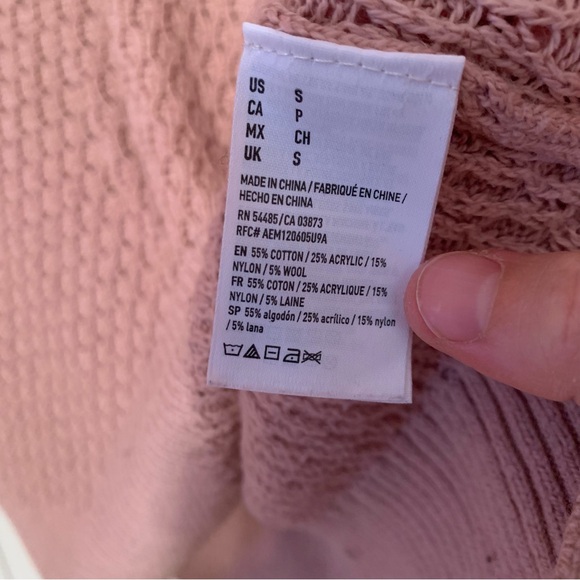 US S
CA P
MX CH
UK S
MADE IN CHINA / FABRIQUÉ EN CHINE /
HECHO EN CHINA
RN 54485 / CA 03873
RFC# AEM120605U9A
EN 55% COTTON / 25% ACRYLIC / 15%
NYLON / 5% WOOL
FR 55% COTON / 25% ACRYLIQUE / 15%
NYLON / 5% LAINE
SP 55% algodón / 25% acrílico / 15% nylon
/ 5% lana